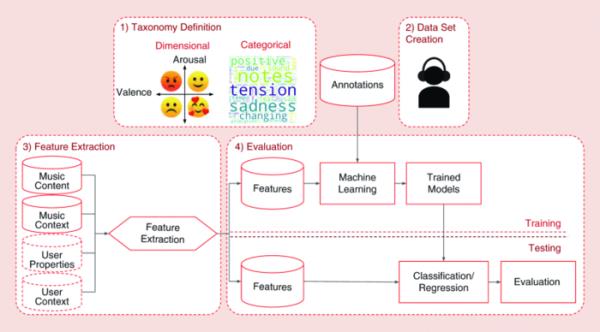 1) Taxonomy Definition
Dimensional
Categorical
Arousal
Valence
positive
due
notes
tension
sadness
changing
Annotations
2) Data Set
Creation
3) Feature Extraction
Music
Content
Music
Context
User
Properties
User
Context
Feature
Extraction
4) Evaluation
Features
Machine
Learning
Trained
Models
Training
Testing
Features
Classification/
Regression
Evaluation